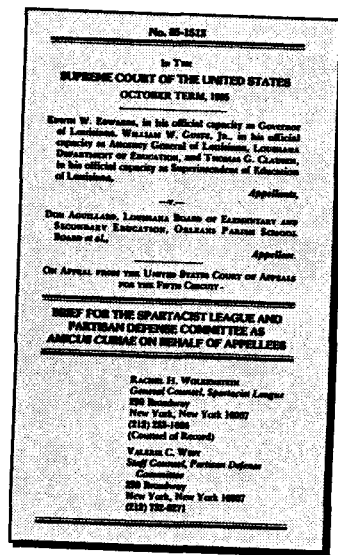 No. 85-1513
IN THE
SUPREME COURT OF THE UNITED STATES
OCTOBER TERM, 1985
EDWIN W. EDWARDS, in his official capacity as Governor
of Louisiana, WILLIAM W. GUSTE, JR., in his official
capacity as Attorney General of Louisiana, LOUISIANA
DEPARTMENT OF EDUCATION, and THOMAS G. CLAUSEN,
in his official capacity as Superintendent of Education
of Louisiana,
Appellants,
—v.—
DON AGUILLARD, LOUISIANA BOARD OF ELEMENTARY AND
SECONDARY EDUCATION, ORLEANS PARISH SCHOOL
BOARD et al.,
Appellees.
ON APPEAL FROM THE UNITED STATES COURT OF APPEALS
FOR THE FIFTH CIRCUIT
BRIEF FOR THE SPARTACIST LEAGUE AND
PARTISAN DEFENSE COMMITTEE AS
AMICUS CURIAE ON BEHALF OF APPELLEES
RACHEL H. WOLKENSTEIN
General Counsel, Spartacist League
Broadway
New York, New York 10007
(212)
(Counsel of Record)
VALERIE C. WEST
Staff Counsel, Partisan Defense
Committee
Broadway
New York, New York 10007
(212)